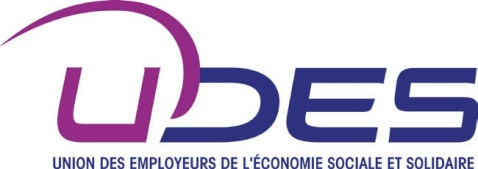 UDES
UNION DES EMPLOYEURS DE L'ÉCONOMIE SOCIALE ET SOLIDAIRE